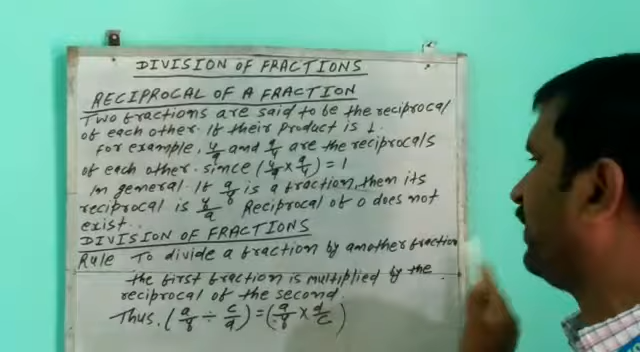 DIVISION OF FRACTIONS
RECIPROCAL OF A FRACTION
Two fractions are said to be the reciprocal
of each other. If their product is 1.
For example, 4/9 and 9/4 are the reciprocals
of each other. since (4/9 × 9/4) = 1
In general. If a/b is a fraction, then its
reciprocal is b/a Reciprocal of 0 does not
exist.
DIVISION OF FRACTIONS
Rule To divide a fraction by another fraction
the first fraction is multiplied by the
reciprocal of the second.
Thus, (a/b ÷ c/d) = (a/b × d/c)